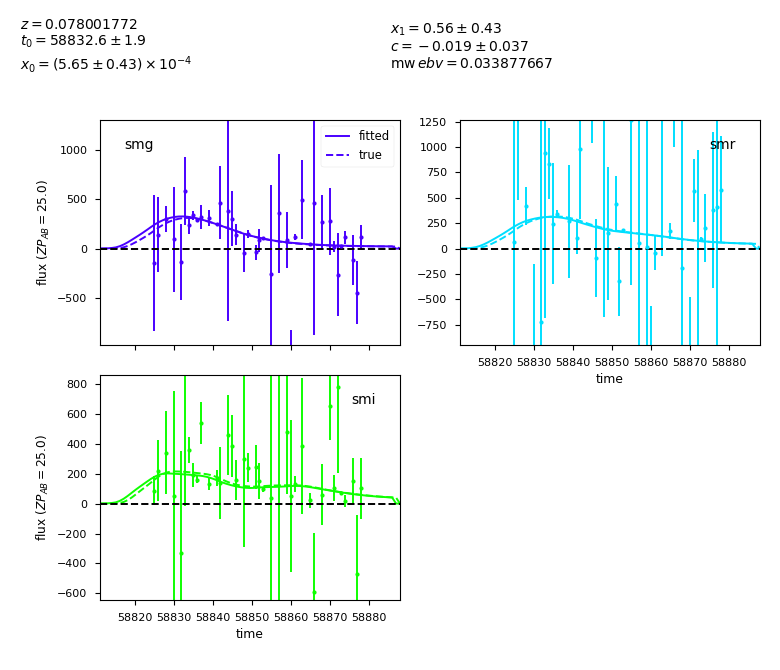 z = 0.078001772
t₀ = 58832.6 ± 1.9
x₀ = (5.65 ± 0.43) × 10⁻⁴
x₁ = 0.56 ± 0.43
c = −0.019 ± 0.037
mwebv = 0.033877667
smg
fitted
true
1000
500
0
−500
flux (ZP_AB = 25.0)
smr
1250
1000
750
500
250
0
−250
−500
−750
58820 58830 58840 58850 58860 58870 58880
time
smi
800
600
400
200
0
−200
−400
−600
flux (ZP_AB = 25.0)
58820 58830 58840 58850 58860 58870 58880
time